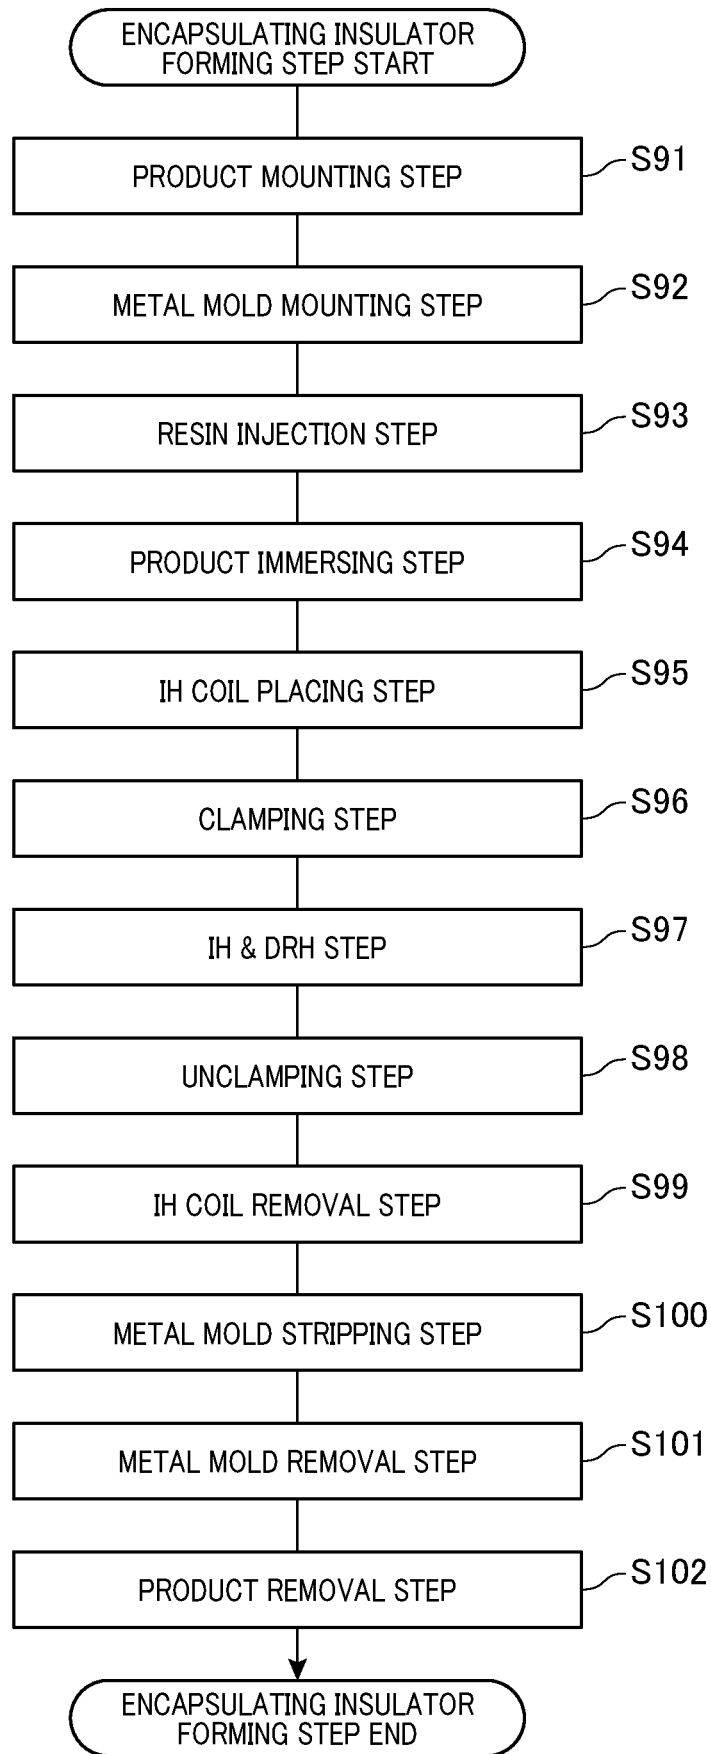 ENCAPSULATING INSULATOR
FORMING STEP START
PRODUCT MOUNTING STEP
S91
METAL MOLD MOUNTING STEP
S92
RESIN INJECTION STEP
S93
PRODUCT IMMERSING STEP
S94
IH COIL PLACING STEP
S95
CLAMPING STEP
S96
IH & DRH STEP
S97
UNCLAMPING STEP
S98
IH COIL REMOVAL STEP
S99
METAL MOLD STRIPPING STEP
S100
METAL MOLD REMOVAL STEP
S101
PRODUCT REMOVAL STEP
S102
ENCAPSULATING INSULATOR
FORMING STEP END